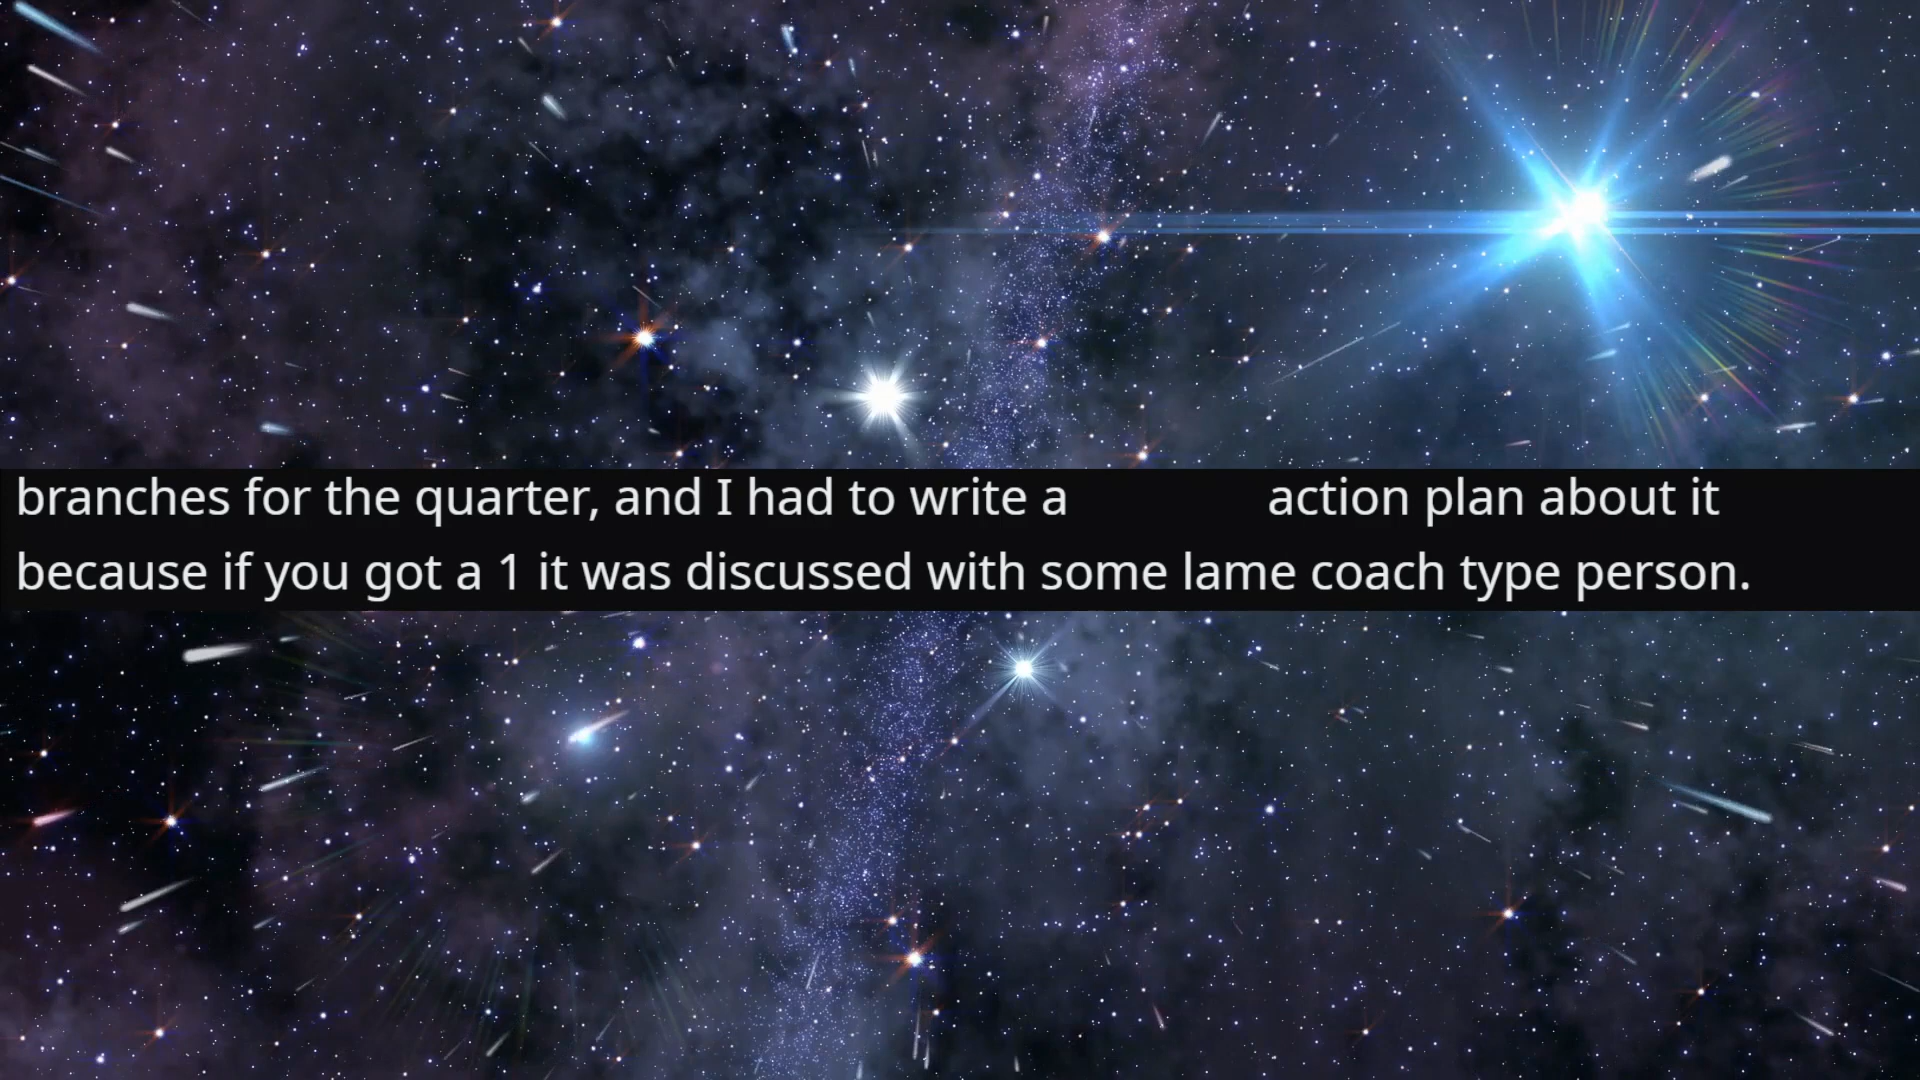 branches for the quarter, and I had to write a action plan about it
because if you got a 1 it was discussed with some lame coach type person.